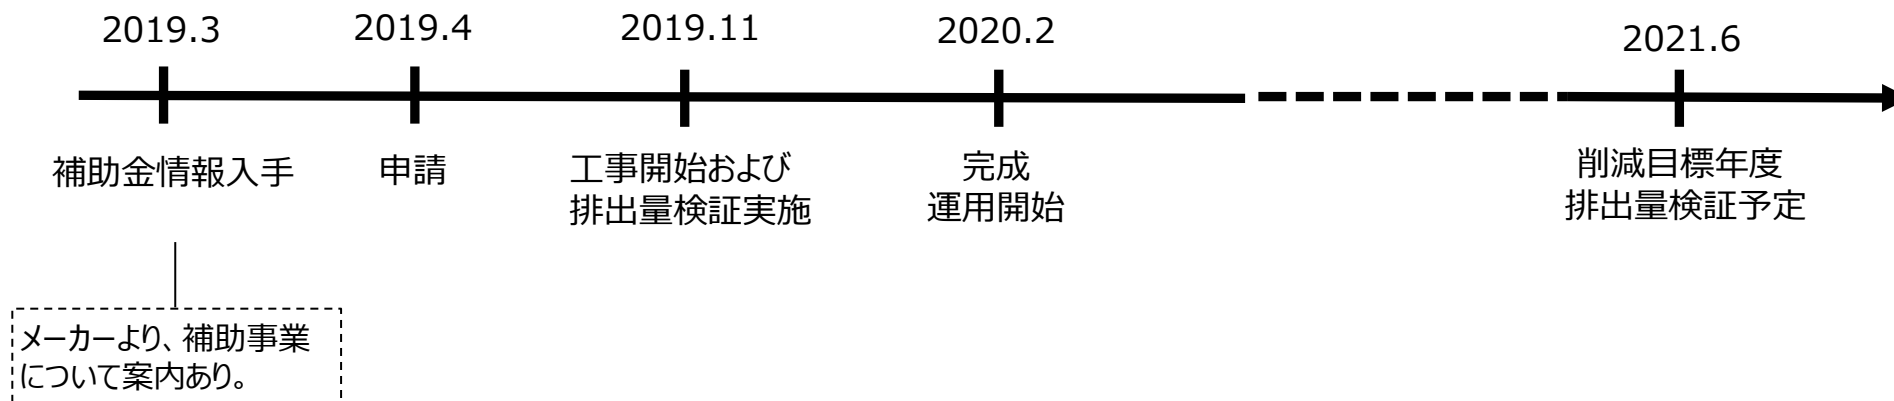 2019.3
2019.4
2019.11
2020.2
2021.6
補助金情報入手
申請
工事開始および
排出量検証実施
完成
運用開始
削減目標年度
排出量検証予定
メーカーより、補助事業
について案内あり。